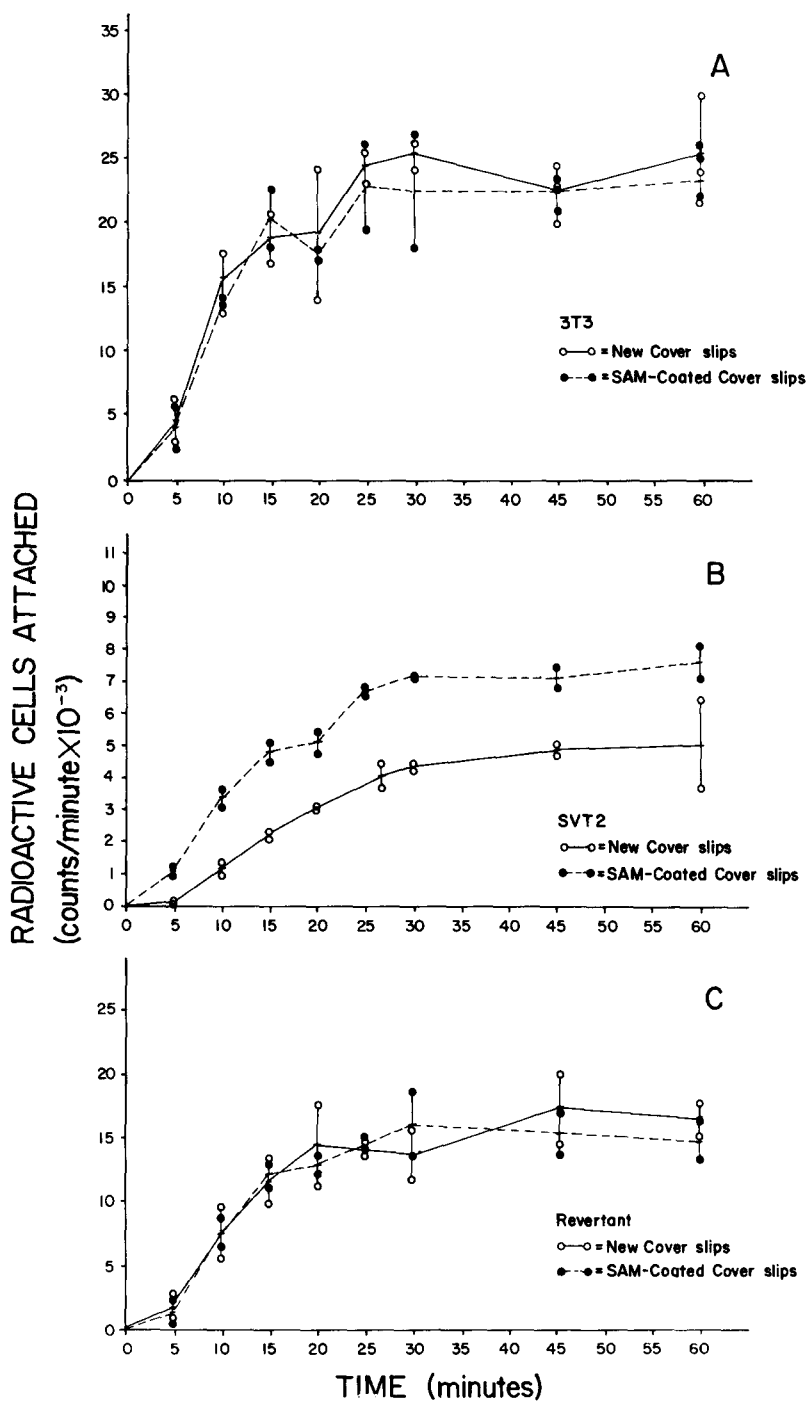 RADIOACTIVE CELLS ATTACHED
(counts/minute×10⁻³)
A
35
30
25
20
15
10
5
0
0 5 10 15 20 25 30 35 40 45 50 55 60
3T3
= New Cover slips
= SAM-Coated Cover slips
B
11
10
9
8
7
6
5
4
3
2
1
0
0 5 10 15 20 25 30 35 40 45 50 55 60
SVT2
= New Cover slips
= SAM-Coated Cover slips
C
25
20
15
10
5
0
0 5 10 15 20 25 30 35 40 45 50 55 60
Revertant
= New Cover slips
= SAM-Coated Cover slips
TIME (minutes)